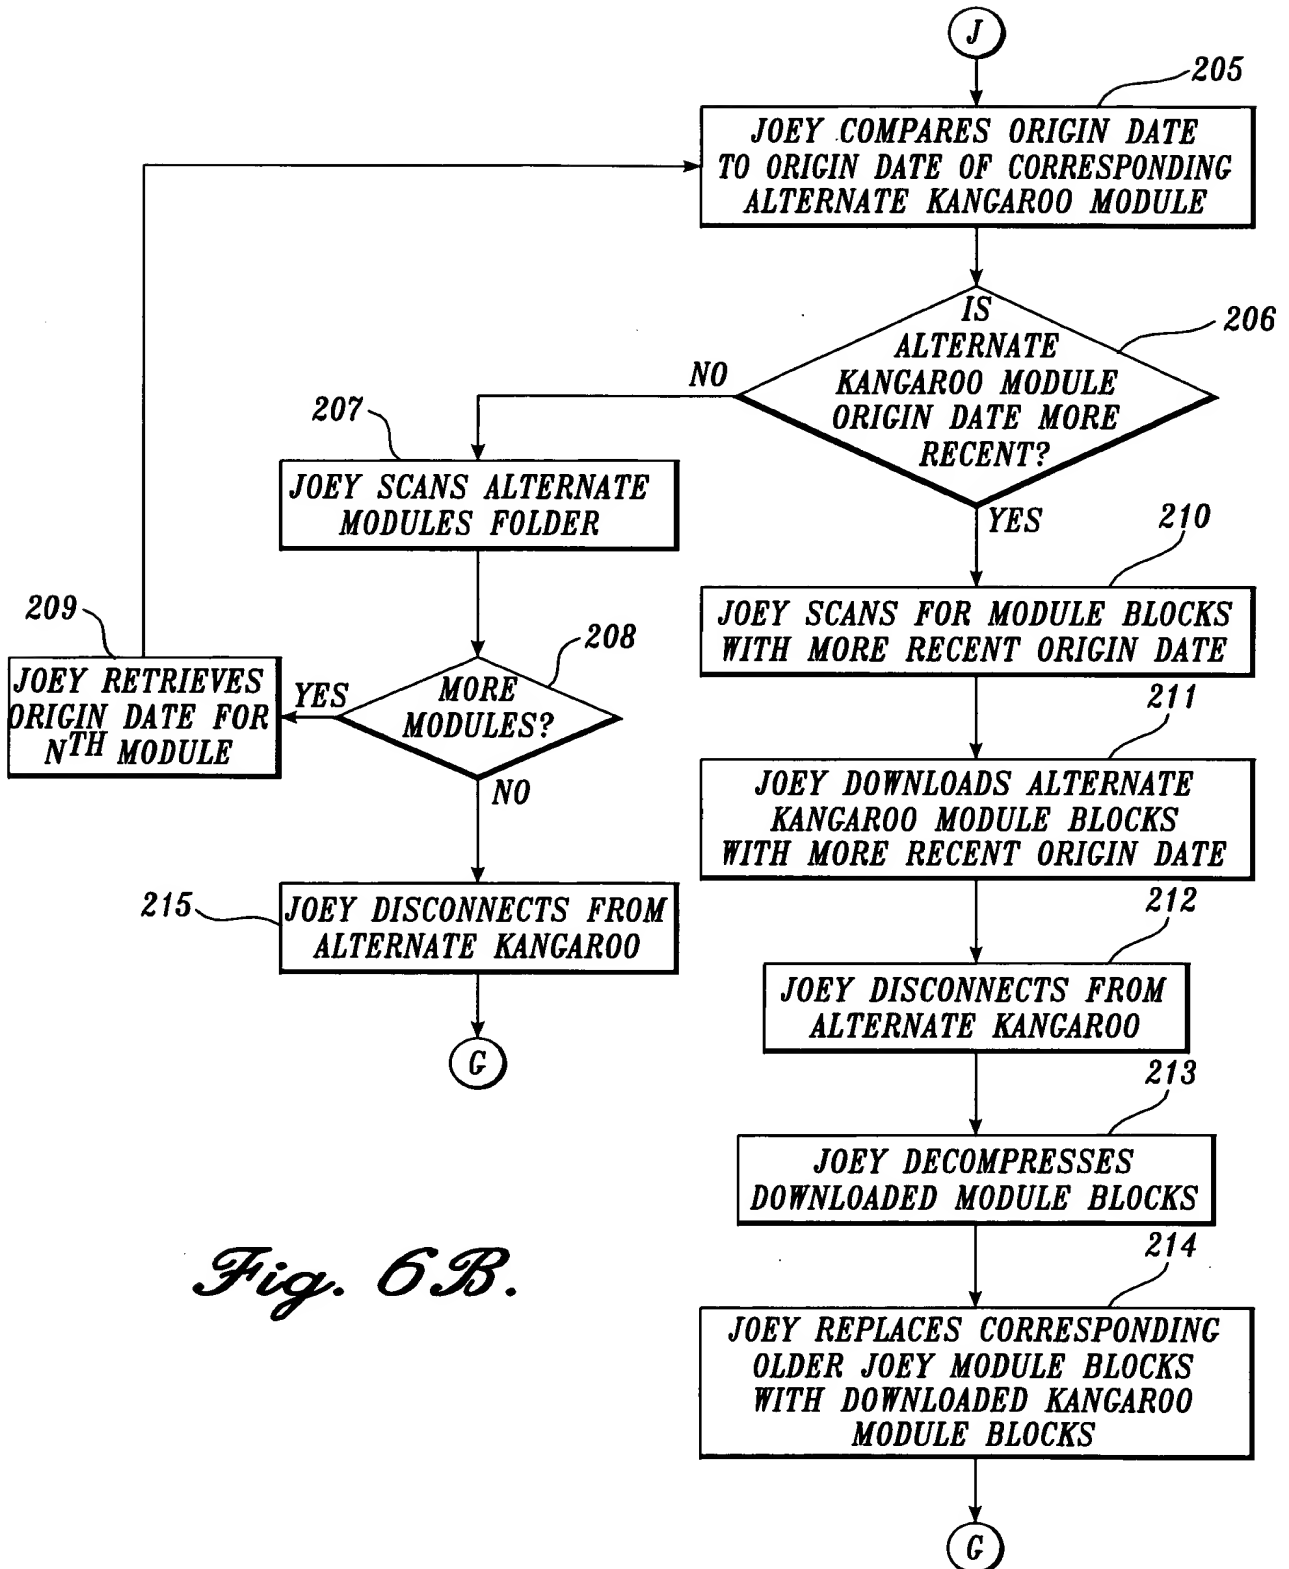 J
205
JOEY COMPARES ORIGIN DATE
TO ORIGIN DATE OF CORRESPONDING
ALTERNATE KANGAROO MODULE
206
IS
ALTERNATE
KANGAROO MODULE
ORIGIN DATE MORE
RECENT?
NO
YES
207
JOEY SCANS ALTERNATE
MODULES FOLDER
208
MORE
MODULES?
YES
NO
209
JOEY RETRIEVES
ORIGIN DATE FOR
NTH MODULE
215
JOEY DISCONNECTS FROM
ALTERNATE KANGAROO
G
210
JOEY SCANS FOR MODULE BLOCKS
WITH MORE RECENT ORIGIN DATE
211
JOEY DOWNLOADS ALTERNATE
KANGAROO MODULE BLOCKS
WITH MORE RECENT ORIGIN DATE
212
JOEY DISCONNECTS FROM
ALTERNATE KANGAROO
213
JOEY DECOMPRESSES
DOWNLOADED MODULE BLOCKS
214
JOEY REPLACES CORRESPONDING
OLDER JOEY MODULE BLOCKS
WITH DOWNLOADED KANGAROO
MODULE BLOCKS
G
Fig. 6B.